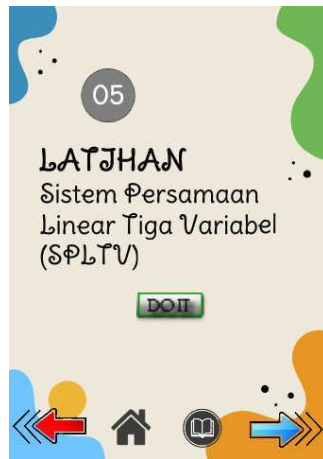 05
LATIHAN
Sistem Persamaan
Linear Tiga Variabel
(SPLTV)
DO IT